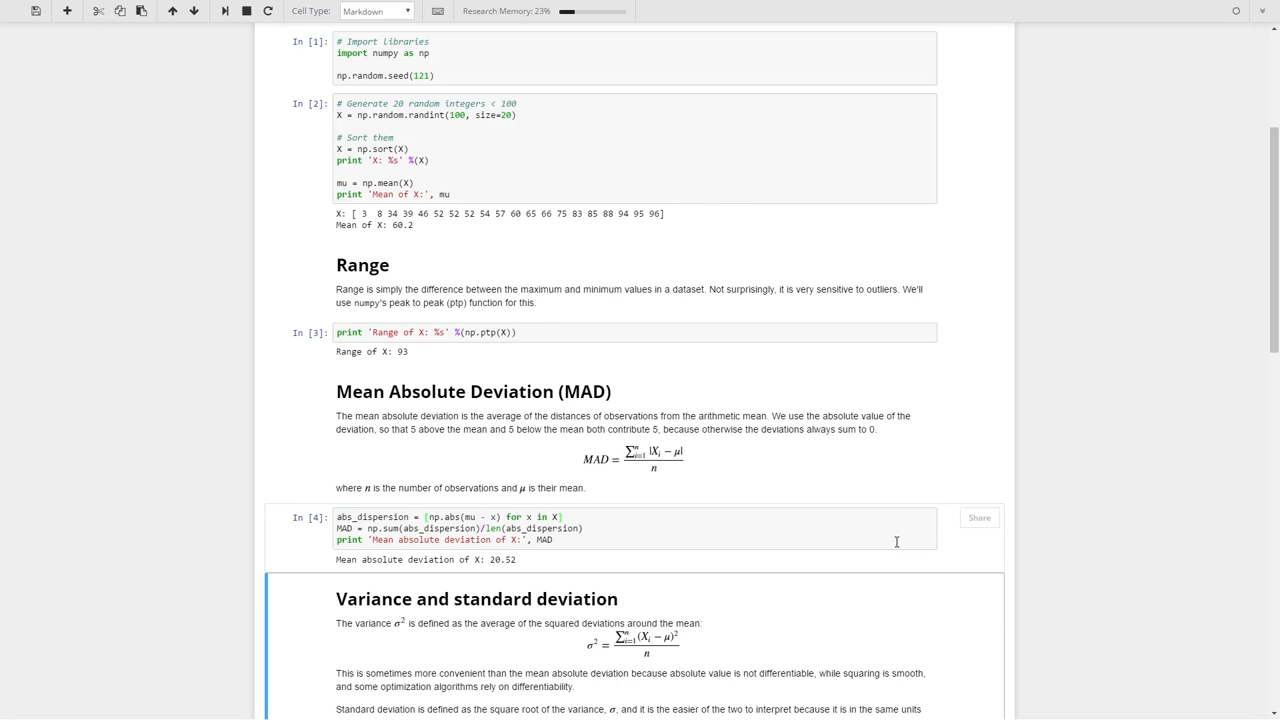 Cell Type: Markdown Research Memory: 23%
In [1]: # Import libraries
import numpy as np
np.random.seed(121)
In [2]: # Generate 20 random integers < 100
X = np.random.randint(100, size=20)
# Sort them
X = np.sort(X)
print 'X: %s' %(X)
mu = np.mean(X)
print 'Mean of X:', mu
X: [ 3 8 34 39 46 52 52 52 54 57 60 65 66 75 83 85 88 94 95 96]
Mean of X: 60.2
Range
Range is simply the difference between the maximum and minimum values in a dataset. Not surprisingly, it is very sensitive to outliers. We'll
use numpy's peak to peak (ptp) function for this.
In [3]: print 'Range of X: %s' %(np.ptp(X))
Range of X: 93
Mean Absolute Deviation (MAD)
The mean absolute deviation is the average of the distances of observations from the arithmetic mean. We use the absolute value of the
deviation, so that 5 above the mean and 5 below the mean both contribute 5, because otherwise the deviations always sum to 0.
MAD = ∑ⁿᵢ₌₁ |Xᵢ − μ| / n
where n is the number of observations and μ is their mean.
In [4]: abs_dispersion = [np.abs(mu - x) for x in X]
Share
MAD = np.sum(abs_dispersion)/len(abs_dispersion)
print 'Mean absolute deviation of X:', MAD
Mean absolute deviation of X: 20.52
Variance and standard deviation
The variance σ² is defined as the average of the squared deviations around the mean:
σ² = ∑ⁿᵢ₌₁ (Xᵢ − μ)² / n
This is sometimes more convenient than the mean absolute deviation because absolute value is not differentiable, while squaring is smooth,
and some optimization algorithms rely on differentiability.
Standard deviation is defined as the square root of the variance, σ, and it is the easier of the two to interpret because it is in the same units